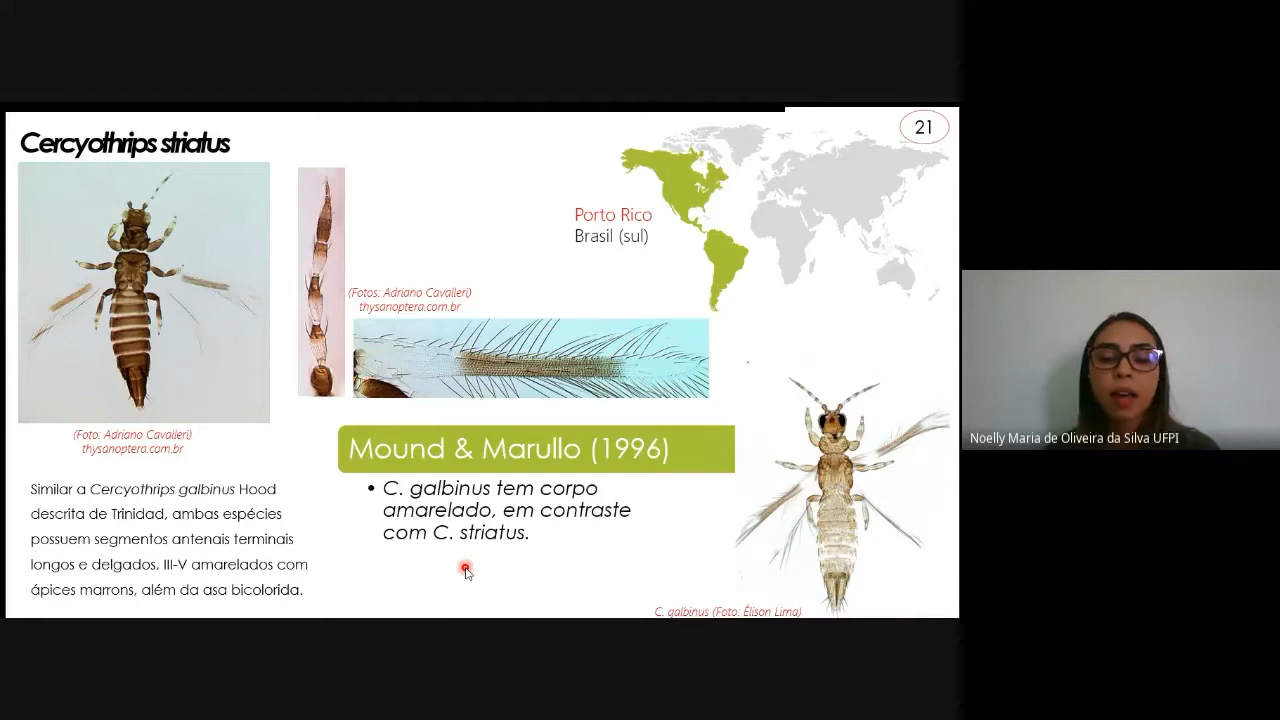 21
Cercyothrips striatus
Porto Rico
Brasil (sul)
(Fotos: Adriano Cavalleri)
thysanoptera.com.br
(Foto: Adriano Cavalleri)
thysanoptera.com.br
Mound & Marullo (1996)
• C. galbinus tem corpo
amarelado, em contraste
com C. striatus.
Similar a Cercyothrips galbinus Hood
descrita de Trinidad, ambas espécies
possuem segmentos antenais terminais
longos e delgados, III-V amarelados com
ápices marrons, além da asa bicolorida.
C. galbinus (Foto: Élison Lima)
Noelly Maria de Oliveira da Silva UFPI